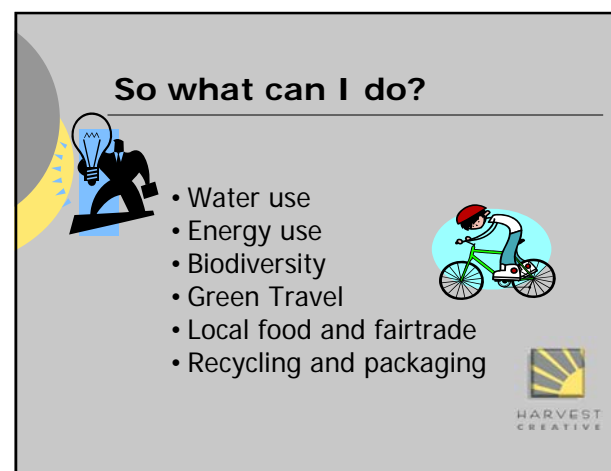 So what can I do?
• Water use
• Energy use
• Biodiversity
• Green Travel
• Local food and fairtrade
• Recycling and packaging
HARVEST
CREATIVE